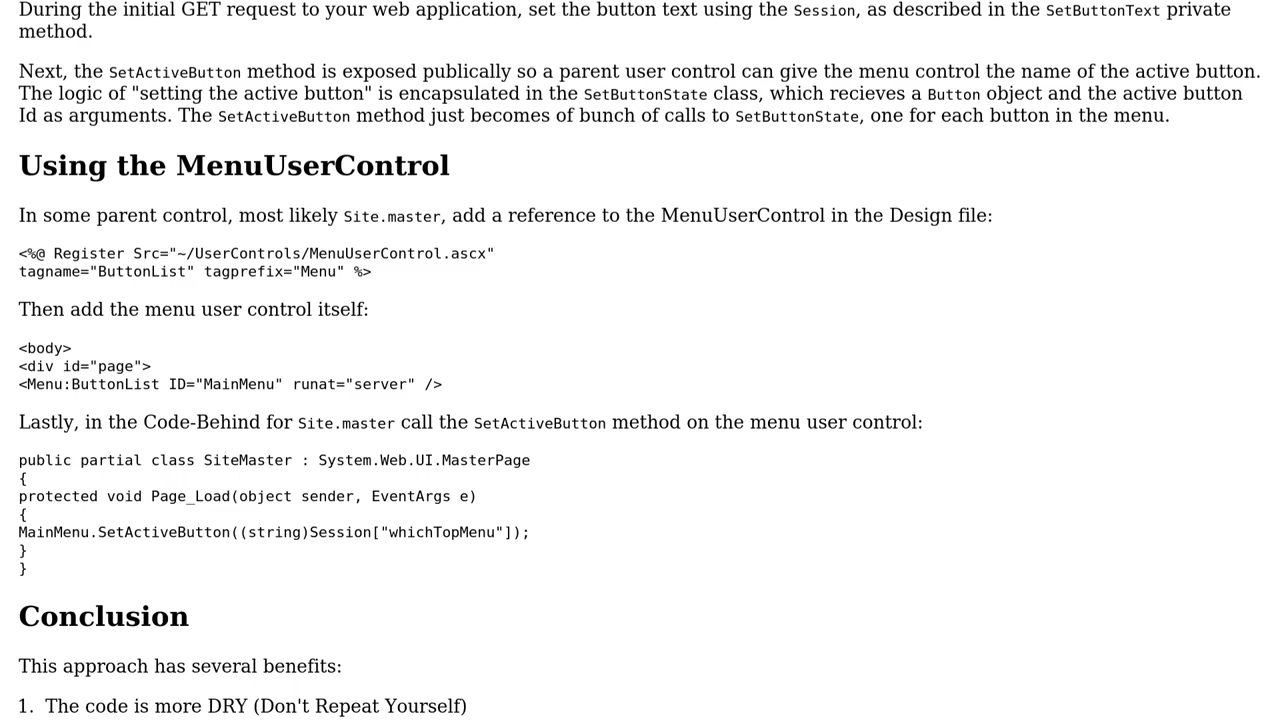 During the initial GET request to your web application, set the button text using the Session, as described in the SetButtonText private
method.
Next, the SetActiveButton method is exposed publically so a parent user control can give the menu control the name of the active button.
The logic of "setting the active button" is encapsulated in the SetButtonState class, which recieves a Button object and the active button
Id as arguments. The SetActiveButton method just becomes of bunch of calls to SetButtonState, one for each button in the menu.
Using the MenuUserControl
In some parent control, most likely Site.master, add a reference to the MenuUserControl in the Design file:
<%@ Register Src="~/UserControls/MenuUserControl.ascx"
tagname="ButtonList" tagprefix="Menu" %>
Then add the menu user control itself:
<body>
<div id="page">
<Menu:ButtonList ID="MainMenu" runat="server" />
Lastly, in the Code-Behind for Site.master call the SetActiveButton method on the menu user control:
public partial class SiteMaster : System.Web.UI.MasterPage
{
protected void Page_Load(object sender, EventArgs e)
{
MainMenu.SetActiveButton((string)Session["whichTopMenu"]);
}
}
Conclusion
This approach has several benefits:
1. The code is more DRY (Don't Repeat Yourself)